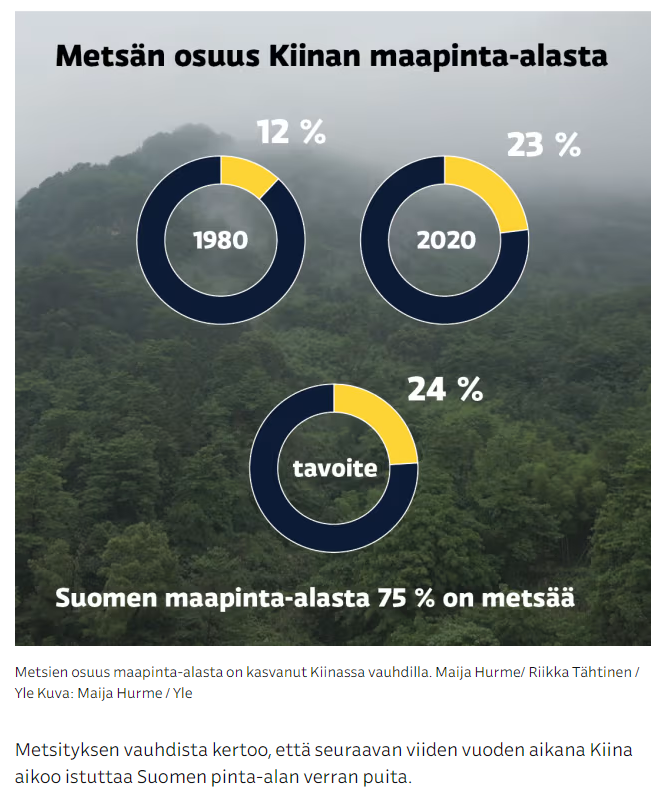 Metsän osuus Kiinan maapinta-alasta
12 %
1980
23 %
2020
24 %
tavoite
Suomen maapinta-alasta 75 % on metsää
Metsien osuus maapinta-alasta on kasvanut Kiinassa vauhdilla. Maija Hurme/ Riikka Tähtinen /
Yle Kuva: Maija Hurme / Yle
Metsityksen vauhdista kertoo, että seuraavan viiden vuoden aikana Kiina
aikoo istuttaa Suomen pinta-alan verran puita.